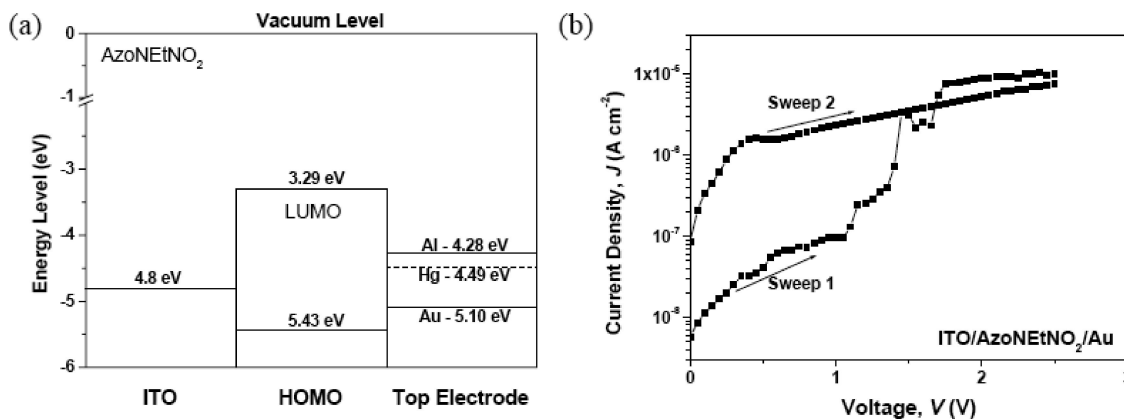 (a)
Vacuum Level
0
-1
-3
-4
-5
-6
Energy Level (eV)
AzoNEtNO2
3.29 eV
LUMO
4.8 eV
5.43 eV
Al - 4.28 eV
Hg - 4.49 eV
Au - 5.10 eV
ITO
HOMO
Top Electrode
(b)
1x10-5
10-6
10-7
10-8
Current Density, J (A cm-2)
Sweep 2
Sweep 1
ITO/AzoNEtNO2/Au
0
1
2
3
Voltage, V (V)